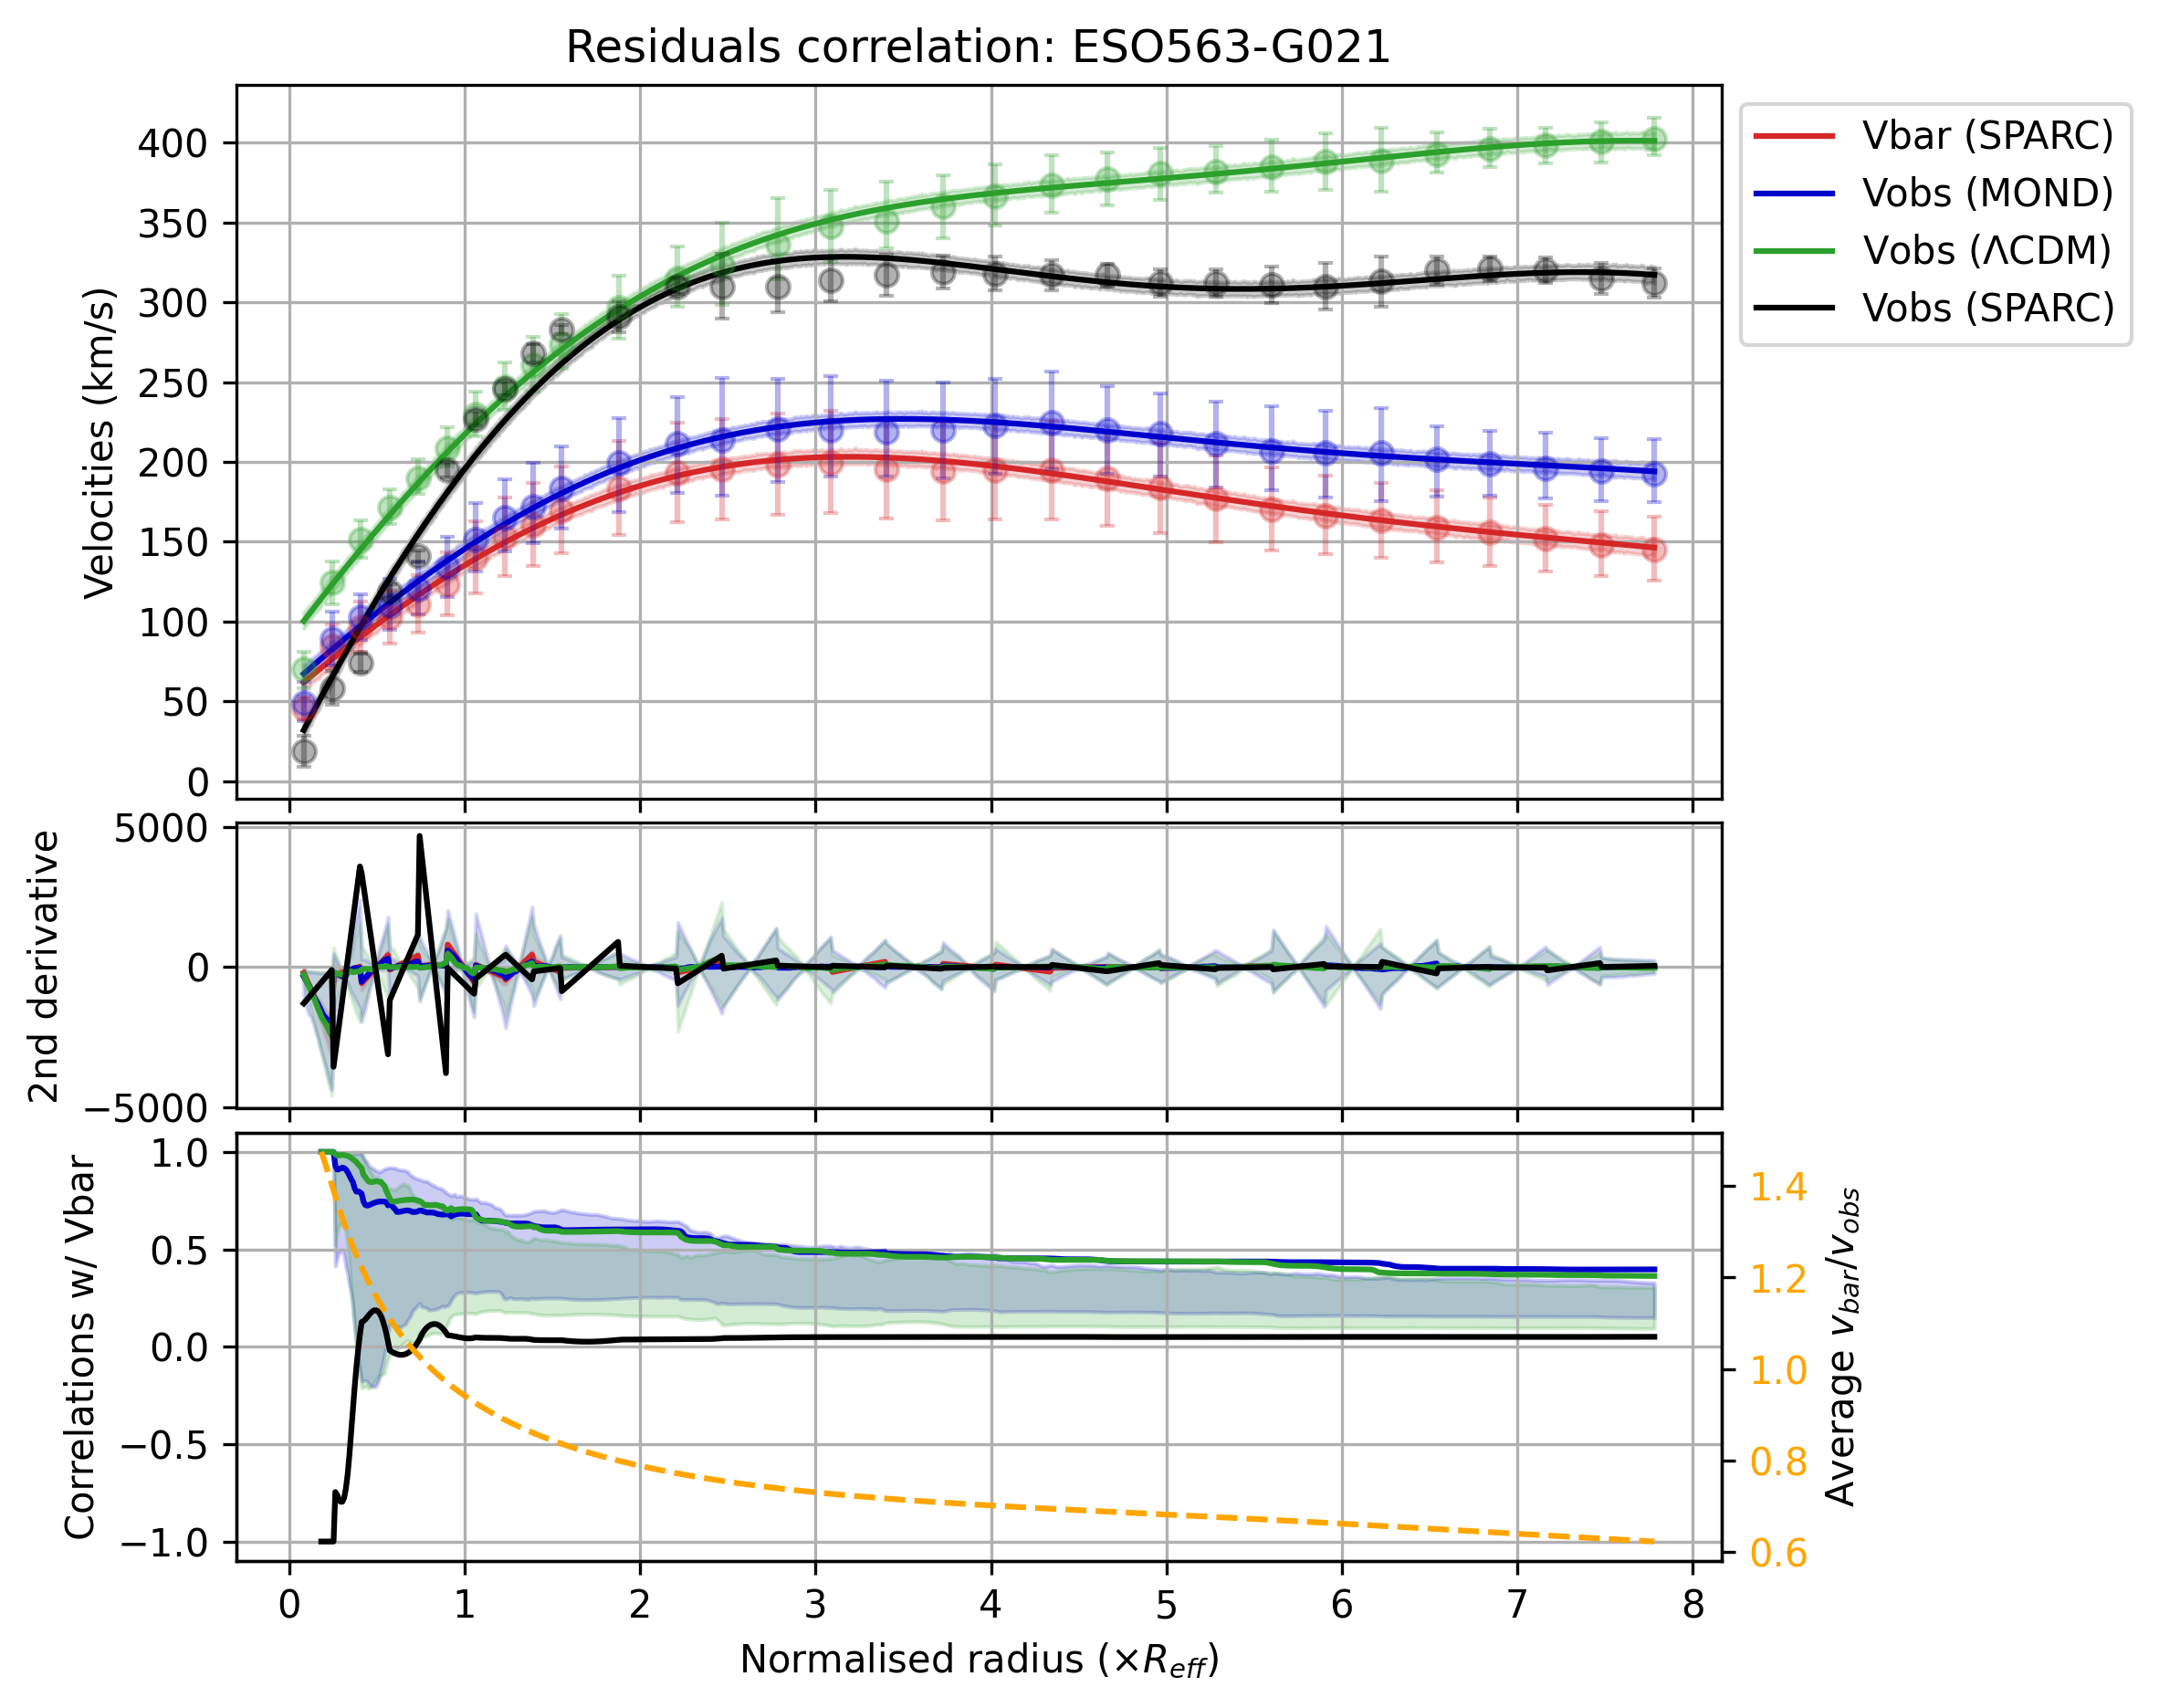 Residuals correlation: ESO563-G021
Velocities (km/s)
400
350
300
250
200
150
100
50
0
Vbar (SPARC)
Vobs (MOND)
Vobs (ΛCDM)
Vobs (SPARC)
2nd derivative
5000
0
−5000
Correlations w/ Vbar
1.0
0.5
0.0
−0.5
−1.0
1.4
1.2
1.0
0.8
0.6
Average v_bar/v_obs
0 1 2 3 4 5 6 7 8
Normalised radius (×R_eff)